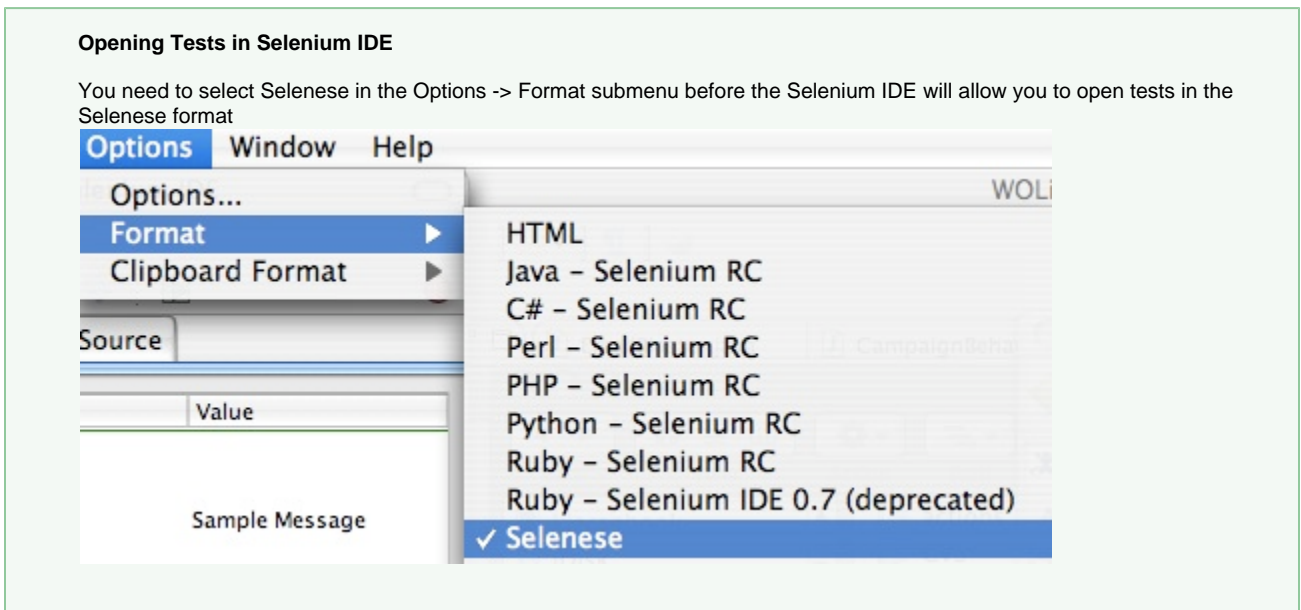 Opening Tests in Selenium IDE
You need to select Selenese in the Options -> Format submenu before the Selenium IDE will allow you to open tests in the
Selenese format
Options Window Help
Options...
WOLi
Format
HTML
Clipboard Format
Java – Selenium RC
C# – Selenium RC
Source
Perl – Selenium RC
PHP – Selenium RC
Value
Python – Selenium RC
Ruby – Selenium RC
Ruby – Selenium IDE 0.7 (deprecated)
Sample Message
✓ Selenese